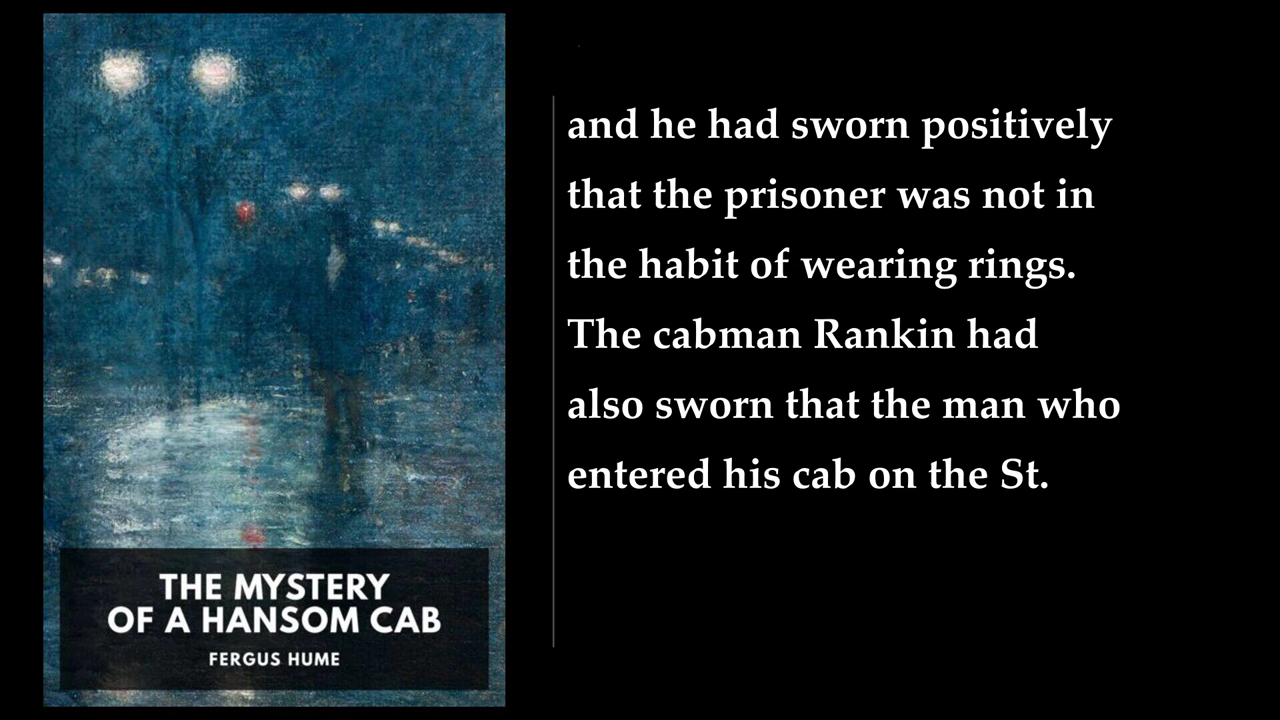 THE MYSTERY
OF A HANSOM CAB
FERGUS HUME
and he had sworn positively
that the prisoner was not in
the habit of wearing rings.
The cabman Rankin had
also sworn that the man who
entered his cab on the St.